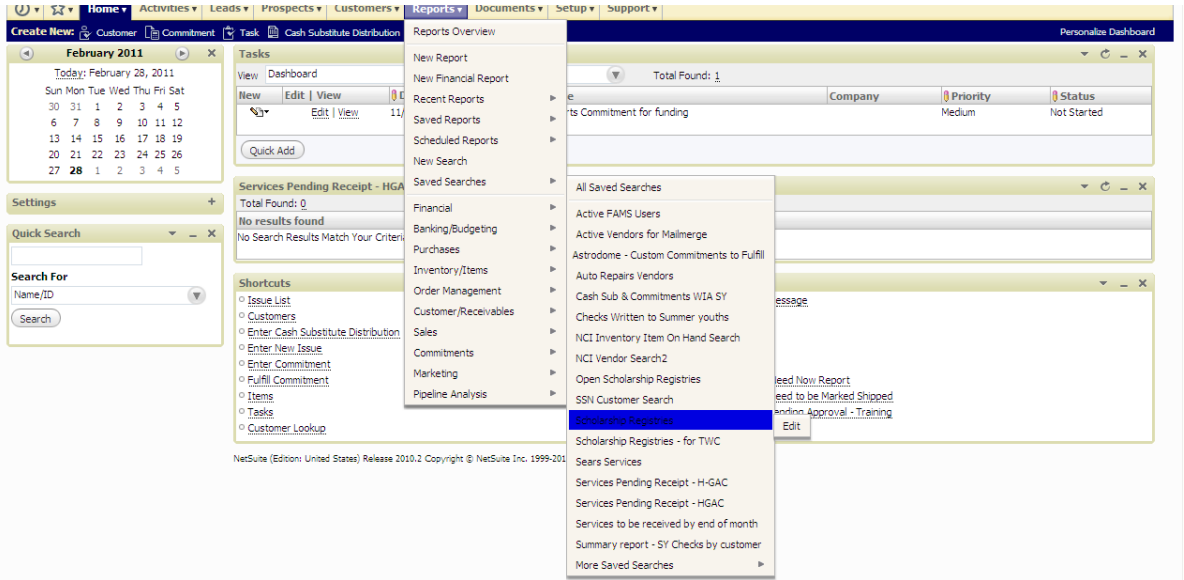 Home Activities Leads Prospects Customers Reports Documents Setup Support
Create New: Customer Commitment Task Cash Substitute Distribution
Personalize Dashboard
February 2011
Today: February 28, 2011
Sun Mon Tue Wed Thu Fri Sat
30 31 1 2 3 4 5
6 7 8 9 10 11 12
13 14 15 16 17 18 19
20 21 22 23 24 25 26
27 28 1 2 3 4 5
Settings
Quick Search
Search For
Name/ID
Search
Tasks
View Dashboard
Total Found: 1
New Edit | View Company Priority Status
Edit | View 11/ Commitment for funding Medium Not Started
Quick Add
Services Pending Receipt - HGA
Total Found: 0
No results found
No Search Results Match Your Criteri
Shortcuts
Issue List
Customers
Enter Cash Substitute Distribution
Enter New Issue
Enter Commitment
Fulfill Commitment
Items
Tasks
Customer Lookup
essage
Need Now Report
eed to be Marked Shipped
ending Approval - Training
Reports Overview
New Report
New Financial Report
Recent Reports
Saved Reports
Scheduled Reports
New Search
Saved Searches
Financial
Banking/Budgeting
Purchases
Inventory/Items
Order Management
Customer/Receivables
Sales
Commitments
Marketing
Pipeline Analysis
All Saved Searches
Active FAMS Users
Active Vendors for Mailmerge
Astrodome - Custom Commitments to Fulfill
Auto Repairs Vendors
Cash Sub & Commitments WIA SY
Checks Written to Summer youths
NCI Inventory Item On Hand Search
NCI Vendor Search2
Open Scholarship Registries
SSN Customer Search
Scholarship Registries
Edit
Scholarship Registries - for TWC
Sears Services
Services Pending Receipt - H-GAC
Services Pending Receipt - HGAC
Services to be received by end of month
Summary report - SY Checks by customer
More Saved Searches
NetSuite (Edition: United States) Release 2010.2 Copyright © NetSuite Inc. 1999-201